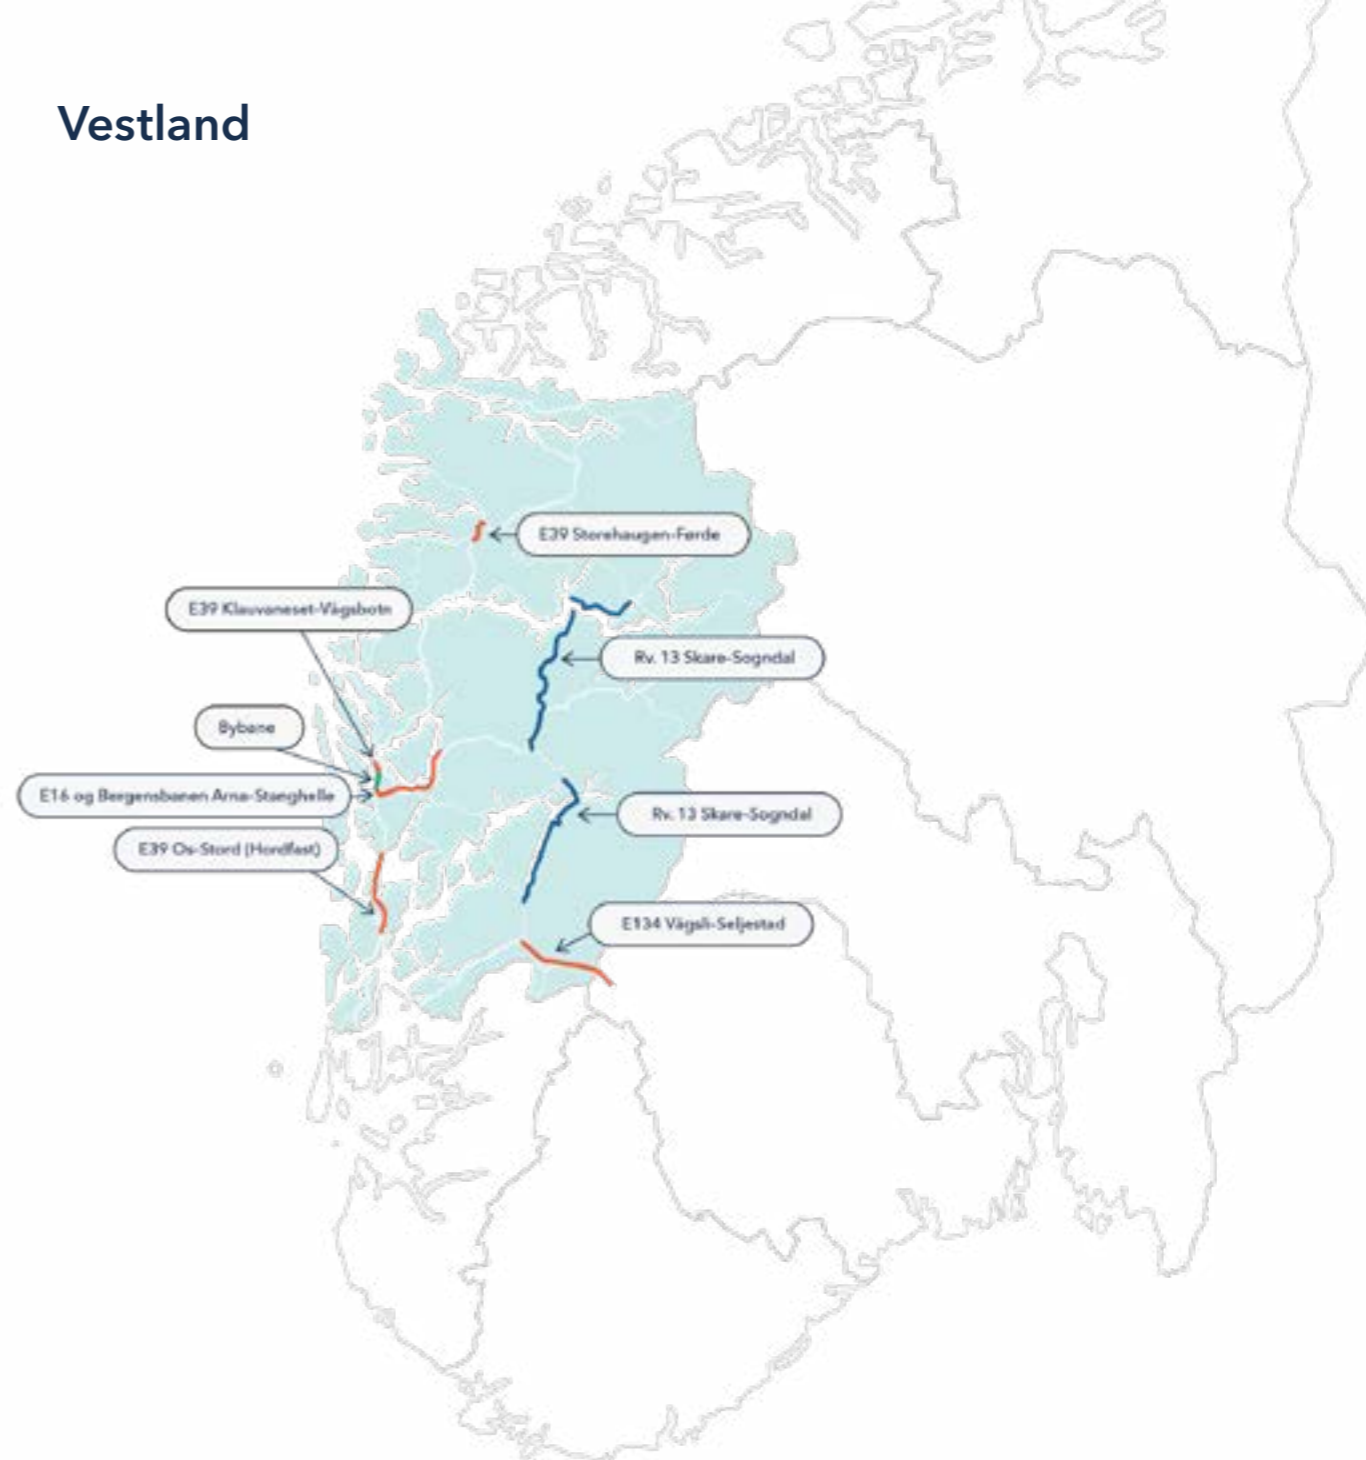 Vestland
E39 Storehaugen-Førde
E39 Klauvaneset-Vågsbotn
Rv. 13 Skare-Sogndal
Bybane
E16 og Bergensbanen Arna-Stanghelle
Rv. 13 Skare-Sogndal
E39 Os-Stord (Hordfast)
E134 Vågsli-Seljestad